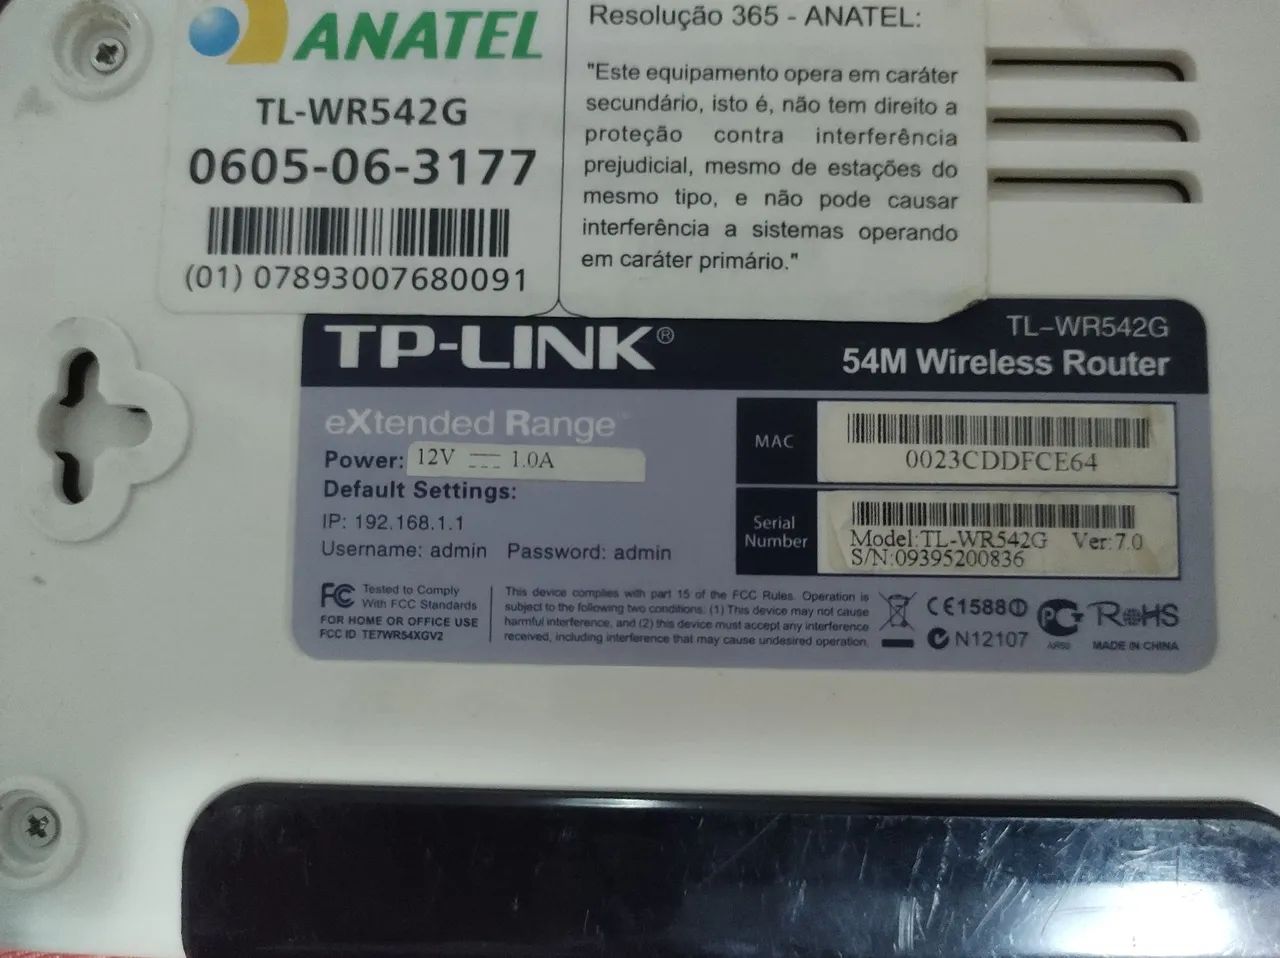 ANATEL
TL-WR542G
0605-06-3177
(01) 07893007680091
Resolução 365 - ANATEL:
"Este equipamento opera em caráter
secundário, isto é, não tem direito a
proteção contra interferência
prejudicial, mesmo de estações do
mesmo tipo, e não pode causar
interferência a sistemas operando
em caráter primário."
TP-LINK®
TL-WR542G
54M Wireless Router
eXtended Range™
Power: 12V 1.0A
Default Settings:
IP: 192.168.1.1
Username: admin Password: admin
MAC
0023CDDFCE64
Serial
Number
Model:TL-WR542G Ver:7.0
S/N:09395200836
FC Tested to Comply
With FCC Standards
FOR HOME OR OFFICE USE
FCC ID TE7WR54XGV2
This device complies with part 15 of the FCC Rules. Operation is
subject to the following two conditions: (1) This device may not cause
harmful interference, and (2) this device must accept any interference
received, including interference that may cause undesired operation.
CE1588
N12107
RoHS
MADE IN CHINA